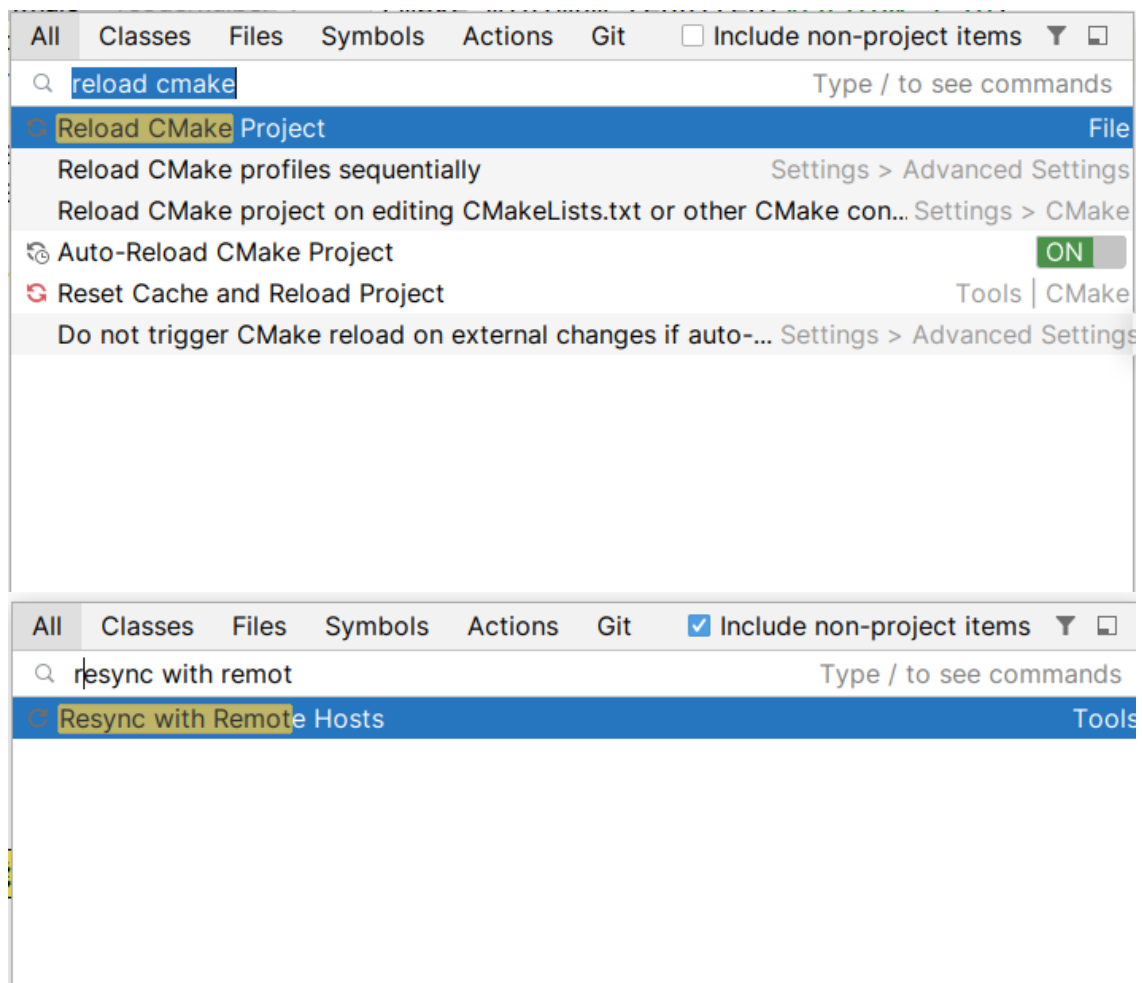 All Classes Files Symbols Actions Git Include non-project items
reload cmake Type / to see commands
Reload CMake Project File
Reload CMake profiles sequentially Settings > Advanced Settings
Reload CMake project on editing CMakeLists.txt or other CMake con... Settings > CMake
Auto-Reload CMake Project ON
Reset Cache and Reload Project Tools | CMake
Do not trigger CMake reload on external changes if auto-... Settings > Advanced Settings
All Classes Files Symbols Actions Git Include non-project items
resync with remot Type / to see commands
Resync with Remote Hosts Tools